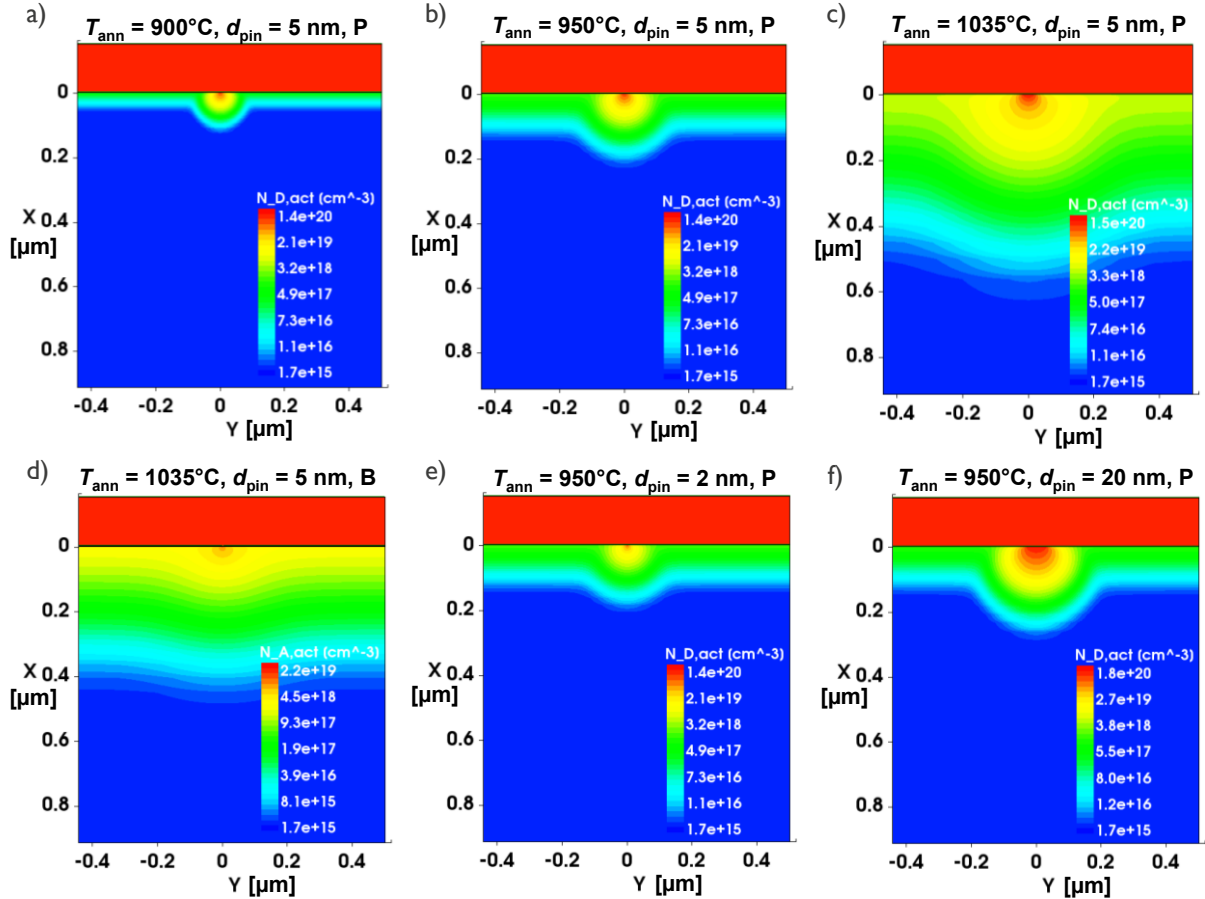 a)
T_ann = 900°C, d_pin = 5 nm, P
0
0.2
0.4
0.6
0.8
X
[µm]
N_D,act (cm^-3)
1.4e+20
2.1e+19
3.2e+18
4.9e+17
7.3e+16
1.1e+16
1.7e+15
-0.4 -0.2 0 0.2 0.4
Y [µm]
b)
T_ann = 950°C, d_pin = 5 nm, P
0
0.2
0.4
0.6
0.8
X
[µm]
N_D,act (cm^-3)
1.4e+20
2.1e+19
3.2e+18
4.9e+17
7.3e+16
1.1e+16
1.7e+15
-0.4 -0.2 0 0.2 0.4
Y [µm]
c)
T_ann = 1035°C, d_pin = 5 nm, P
0
0.2
0.4
0.6
0.8
X
[µm]
N_D,act (cm^-3)
1.5e+20
2.2e+19
3.3e+18
5.0e+17
7.4e+16
1.1e+16
1.7e+15
-0.4 -0.2 0 0.2 0.4
Y [µm]
d)
T_ann = 1035°C, d_pin = 5 nm, B
0
0.2
0.4
0.6
0.8
X
[µm]
N_A,act (cm^-3)
2.2e+19
4.5e+18
9.3e+17
1.9e+17
3.9e+16
8.1e+15
1.7e+15
-0.4 -0.2 0 0.2 0.4
Y [µm]
e)
T_ann = 950°C, d_pin = 2 nm, P
0
0.2
0.4
0.6
0.8
X
[µm]
N_D,act (cm^-3)
1.4e+20
2.1e+19
3.2e+18
4.9e+17
7.3e+16
1.1e+16
1.7e+15
-0.4 -0.2 0 0.2 0.4
Y [µm]
f)
T_ann = 950°C, d_pin = 20 nm, P
0
0.2
0.4
0.6
0.8
X
[µm]
N_D,act (cm^-3)
1.8e+20
2.7e+19
3.8e+18
5.5e+17
8.0e+16
1.2e+16
1.7e+15
-0.4 -0.2 0 0.2 0.4
Y [µm]